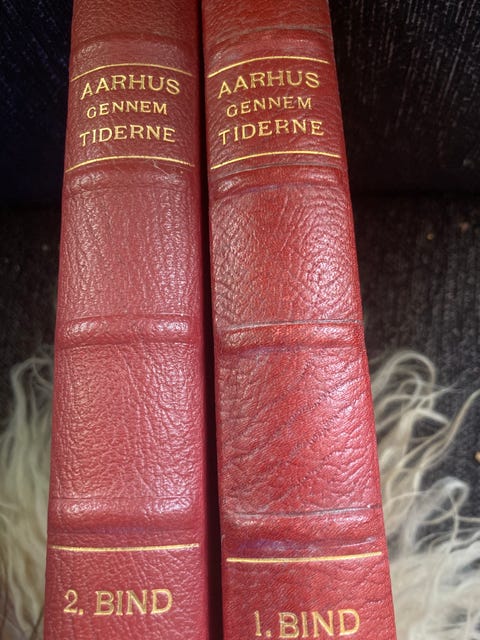 AARHUS
GENNEM
TIDERNE
2. BIND
AARHUS
GENNEM
TIDERNE
1. BIND